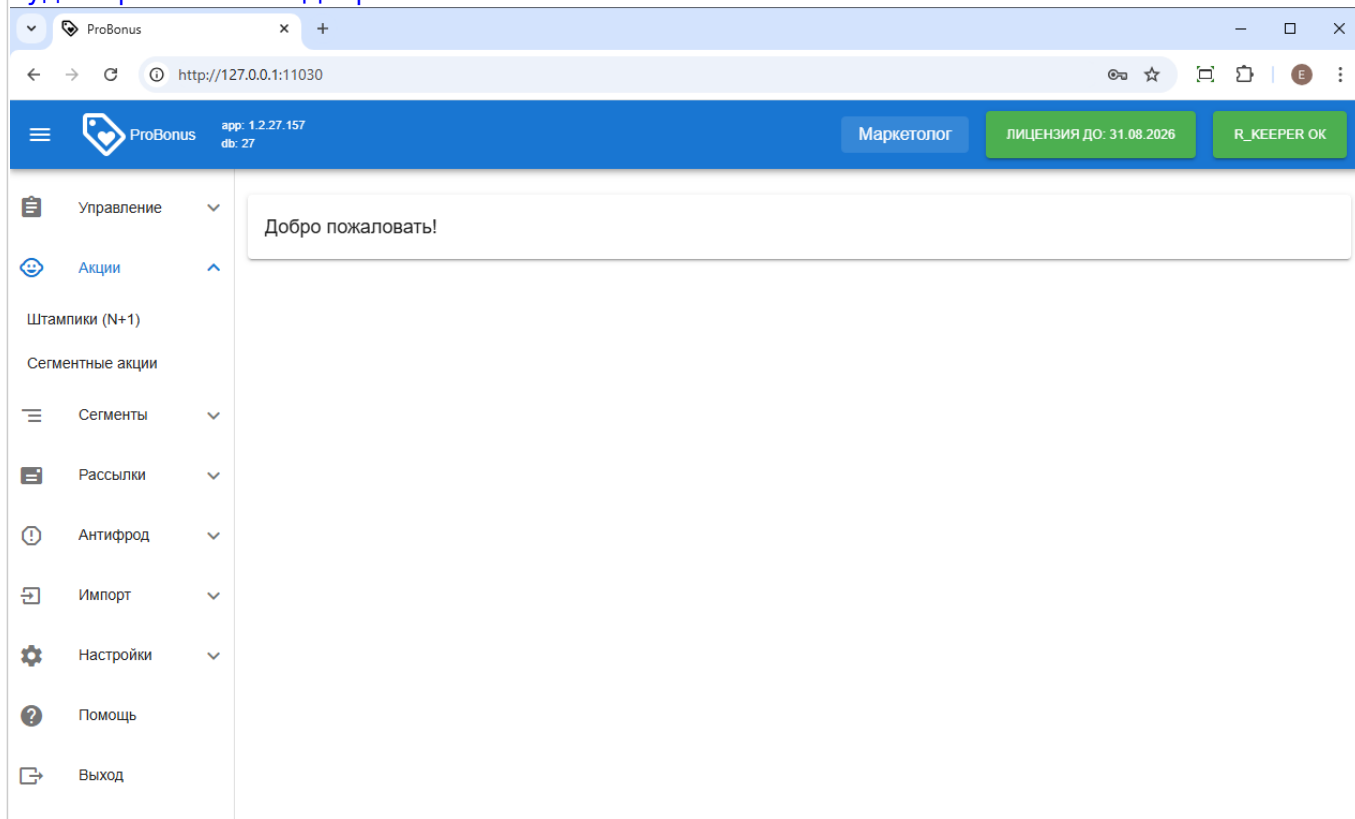 ProBonus
http://127.0.0.1:11030
E
ProBonus
app: 1.2.27.157
db: 27
Маркетолог
ЛИЦЕНЗИЯ ДО: 31.08.2026
R_KEEPER OK
Управление
Добро пожаловать!
Акции
Штампики (N+1)
Сегментные акции
Сегменты
Рассылки
Антифрод
Импорт
Настройки
Помощь
Выход